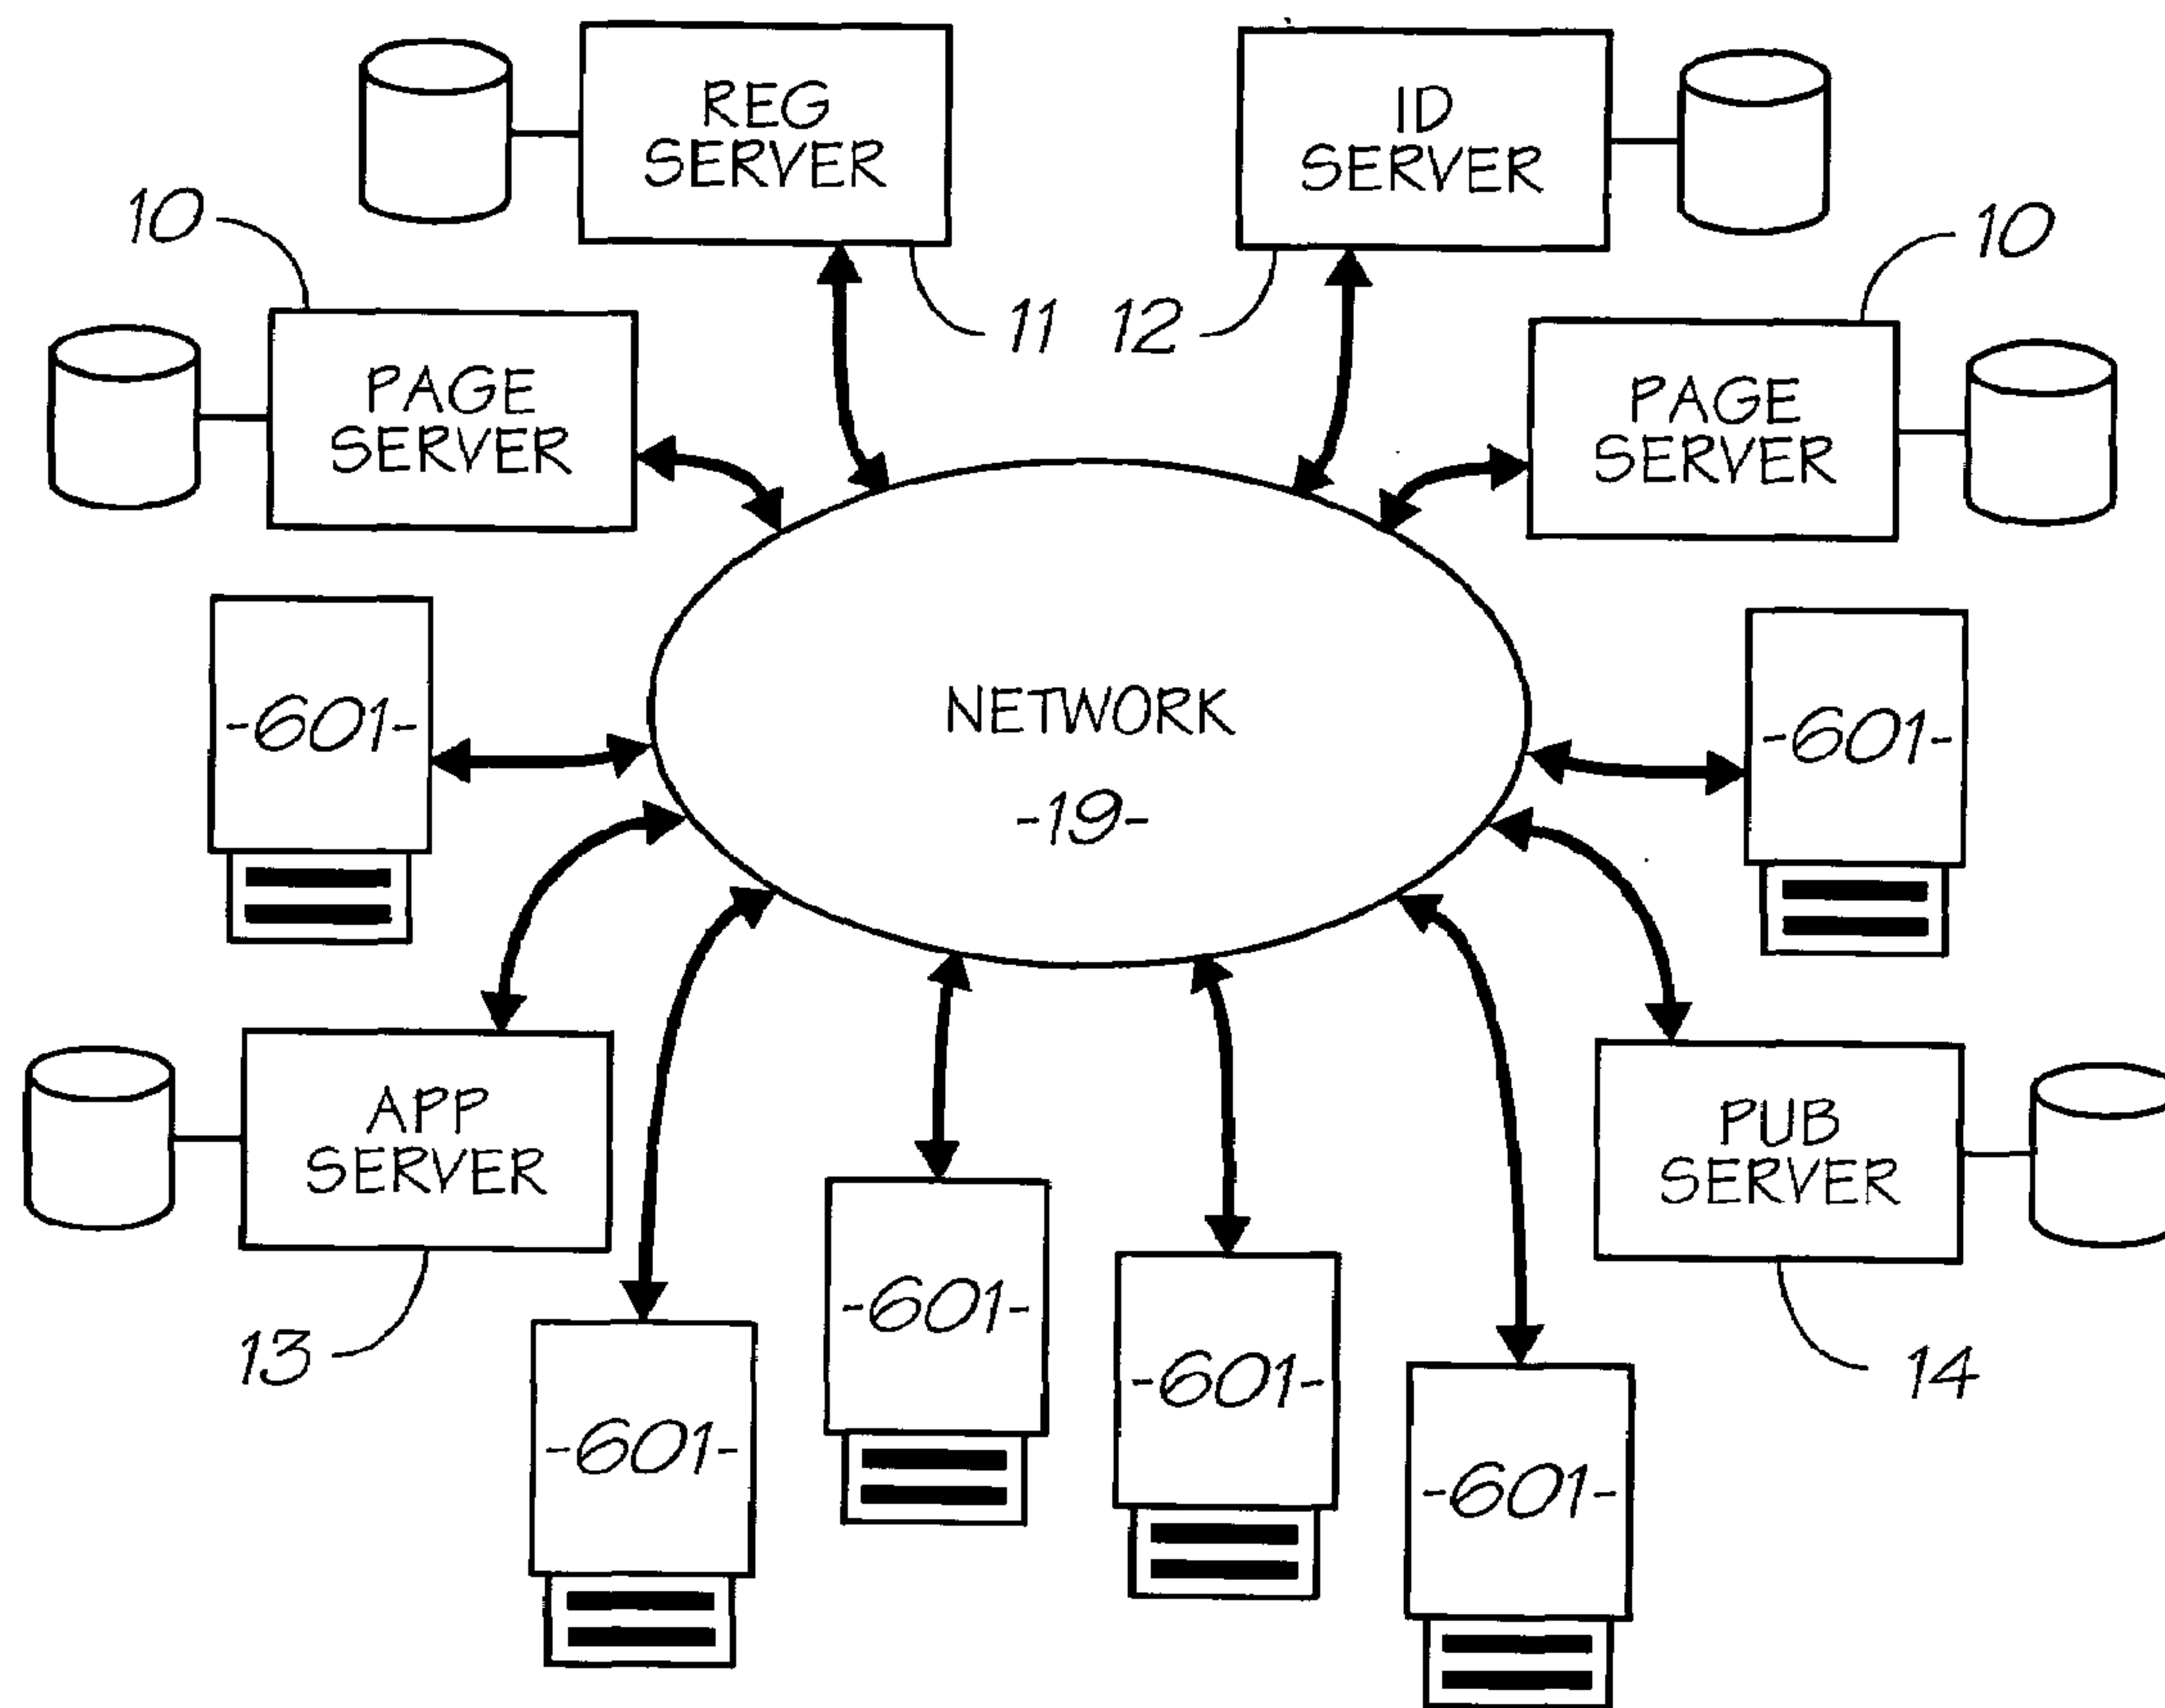 REG
SERVER
ID
SERVER
10
10
11
12
PAGE
SERVER
PAGE
SERVER
-601-
NETWORK
-19-
-601-
APP
SERVER
PUB
SERVER
13
-601-
-601-
-601-
-601-
14